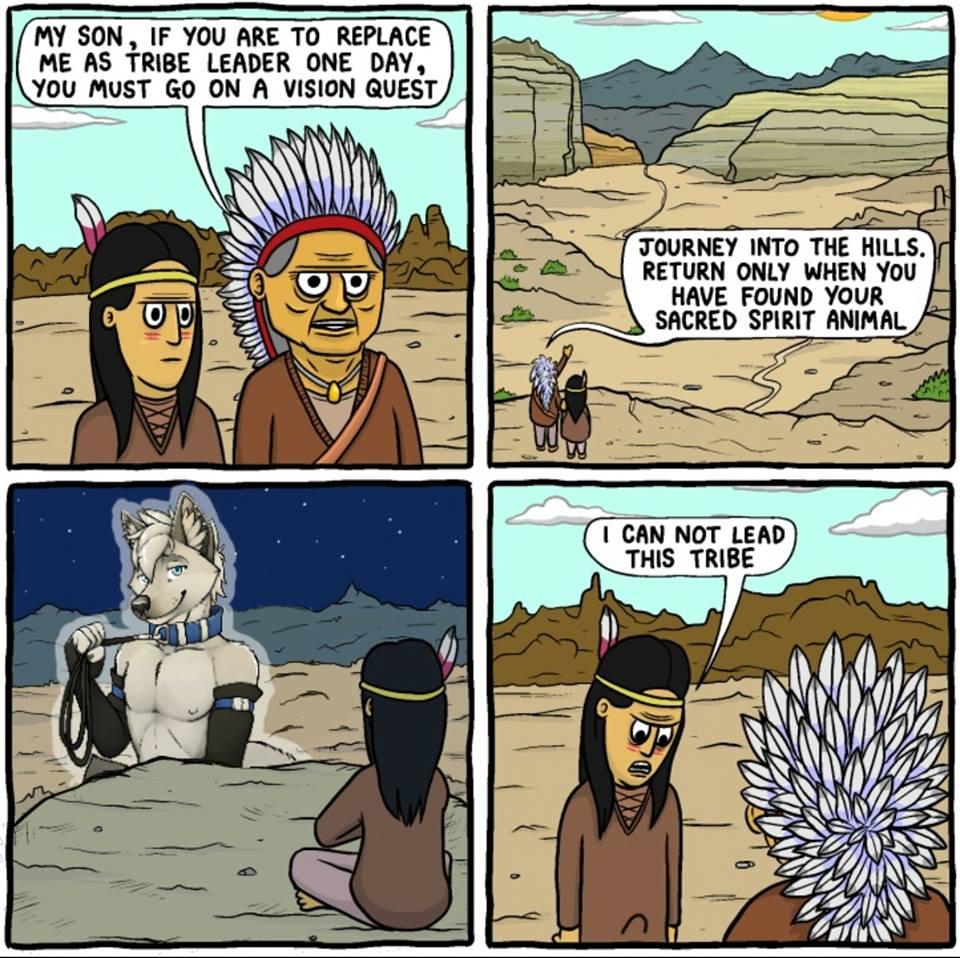 MY SON, IF YOU ARE TO REPLACE
ME AS TRIBE LEADER ONE DAY,
YOU MUST GO ON A VISION QUEST
JOURNEY INTO THE HILLS.
RETURN ONLY WHEN YOU
HAVE FOUND YOUR
SACRED SPIRIT ANIMAL
I CAN NOT LEAD
THIS TRIBE